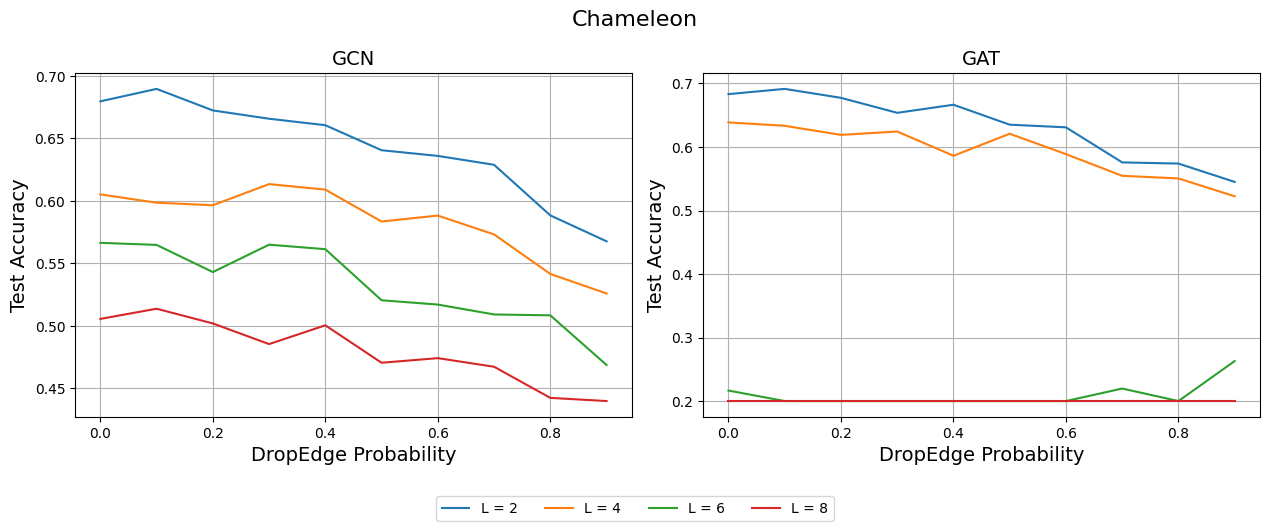 Chameleon
GCN
0.70
0.65
0.60
0.55
0.50
0.45
Test Accuracy
0.0 0.2 0.4 0.6 0.8
DropEdge Probability
GAT
0.7
0.6
0.5
0.4
0.3
0.2
Test Accuracy
0.0 0.2 0.4 0.6 0.8
DropEdge Probability
L = 2 L = 4 L = 6 L = 8